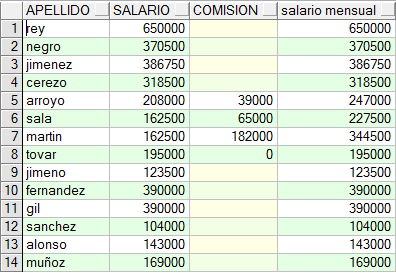 APELLIDO SALARIO COMISION salario mensual
1 rey 650000 650000
2 negro 370500 370500
3 jimenez 386750 386750
4 cerezo 318500 318500
5 arroyo 208000 39000 247000
6 sala 162500 65000 227500
7 martin 162500 182000 344500
8 tovar 195000 0 195000
9 jimeno 123500 123500
10 fernandez 390000 390000
11 gil 390000 390000
12 sanchez 104000 104000
13 alonso 143000 143000
14 muñoz 169000 169000